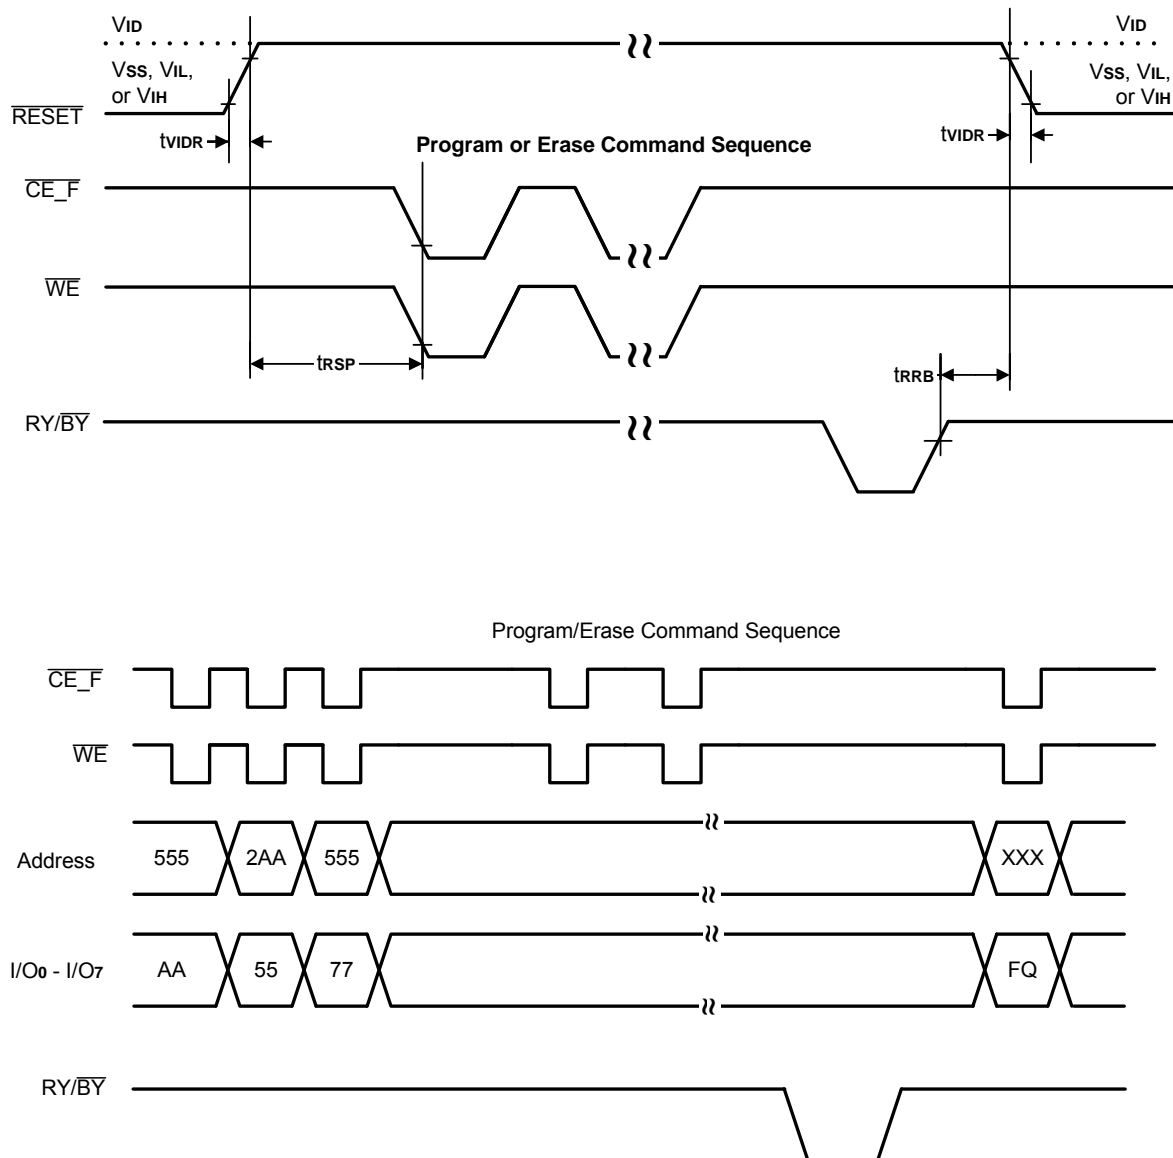 VID
VID
VSS, VIL,
or VIH
VSS, VIL,
or VIH
RESET
tVIDR
tVIDR
Program or Erase Command Sequence
CE_F
WE
tRSP
tRRB
RY/BY
Program/Erase Command Sequence
CE_F
WE
Address
555
2AA
555
XXX
I/O0 - I/O7
AA
55
77
FQ
RY/BY